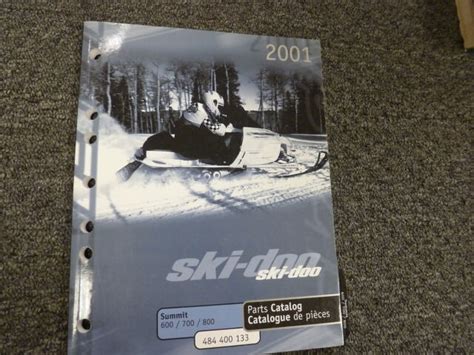 2001
ski-doo
ski-doo
Summit
600 / 700 / 800
Parts Catalog
Catalogue de pièces
484 400 133